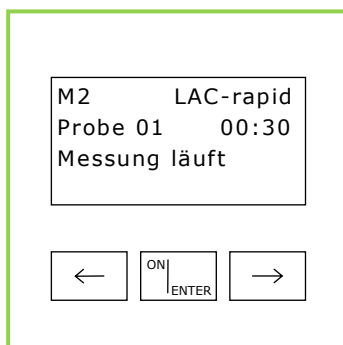 M2 LAC-rapid
Probe 01 00:30
Messung läuft
ON
ENTER